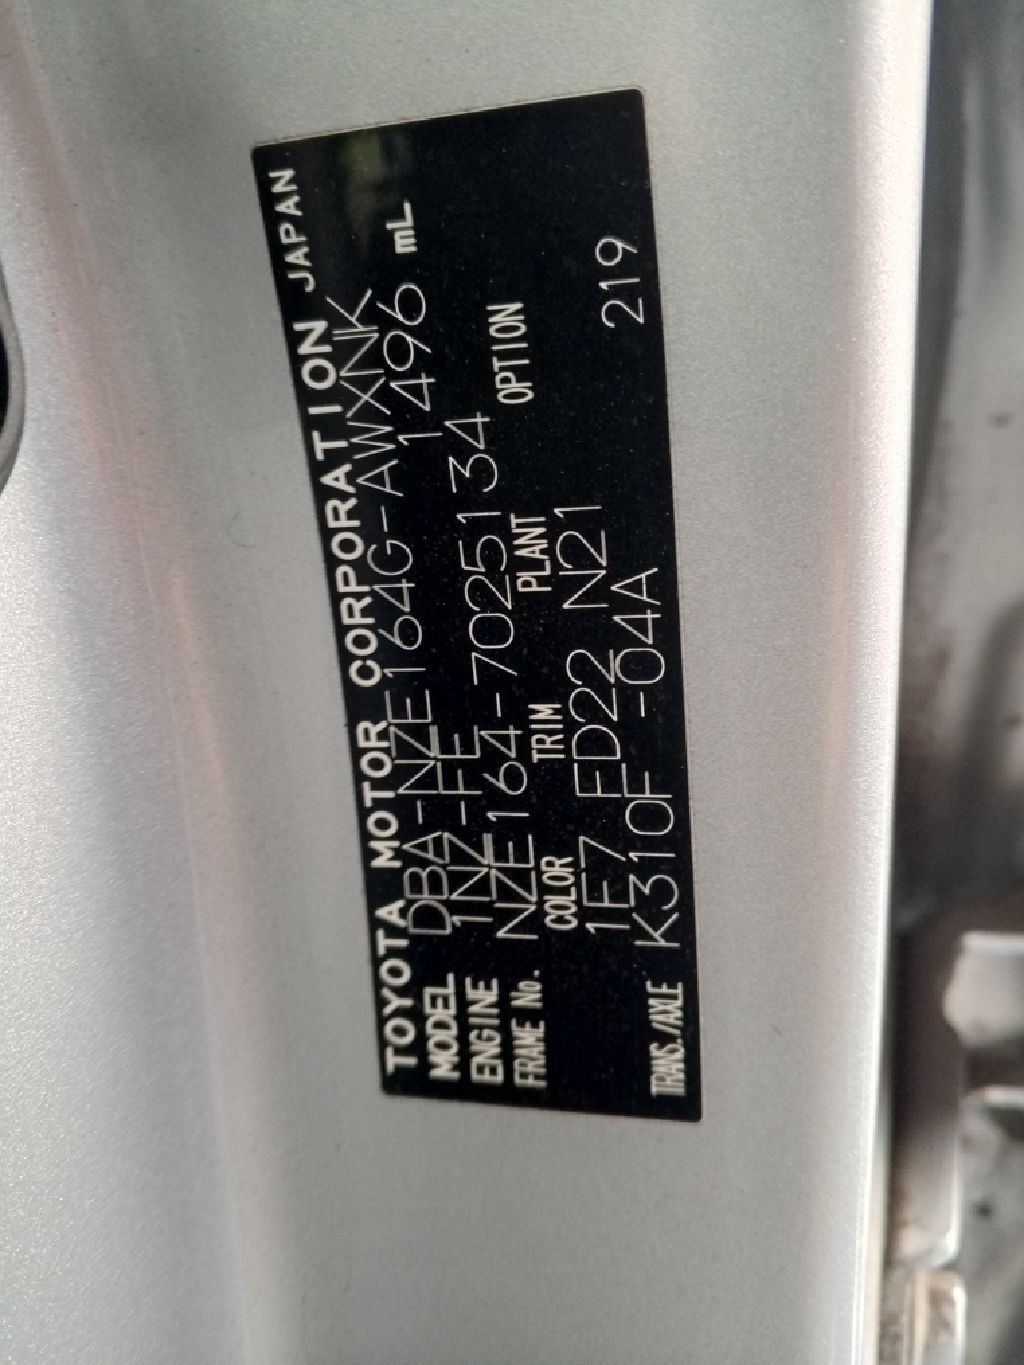 TOYOTA MOTOR CORPORATION JAPAN
MODEL DBA-NZE164G-AWXNK
ENGINE 1NZ-FE 1496 mL
FRAME No. NZE164-7025134
COLOR TRIM PLANT OPTION
1F7 FD22 N21 219
TRANS./AXLE K310F -04A